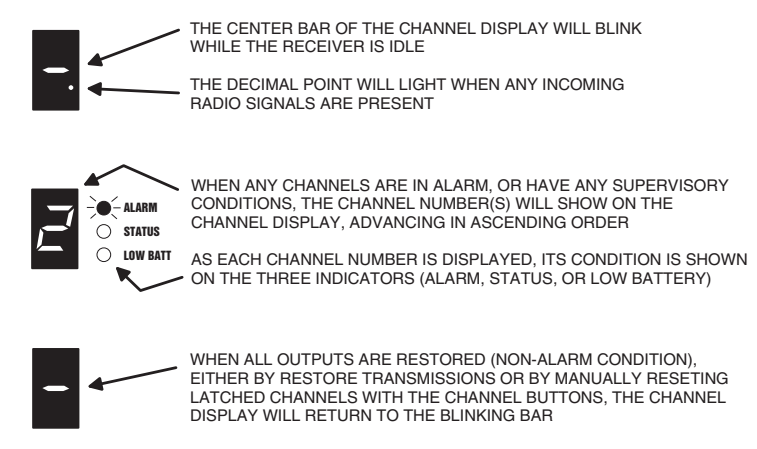 THE CENTER BAR OF THE CHANNEL DISPLAY WILL BLINK
WHILE THE RECEIVER IS IDLE
THE DECIMAL POINT WILL LIGHT WHEN ANY INCOMING
RADIO SIGNALS ARE PRESENT
2
ALARM
STATUS
LOW BATT
WHEN ANY CHANNELS ARE IN ALARM, OR HAVE ANY SUPERVISORY
CONDITIONS, THE CHANNEL NUMBER(S) WILL SHOW ON THE
CHANNEL DISPLAY, ADVANCING IN ASCENDING ORDER
AS EACH CHANNEL NUMBER IS DISPLAYED, ITS CONDITION IS SHOWN
ON THE THREE INDICATORS (ALARM, STATUS, OR LOW BATTERY)
WHEN ALL OUTPUTS ARE RESTORED (NON-ALARM CONDITION),
EITHER BY RESTORE TRANSMISSIONS OR BY MANUALLY RESETING
LATCHED CHANNELS WITH THE CHANNEL BUTTONS, THE CHANNEL
DISPLAY WILL RETURN TO THE BLINKING BAR